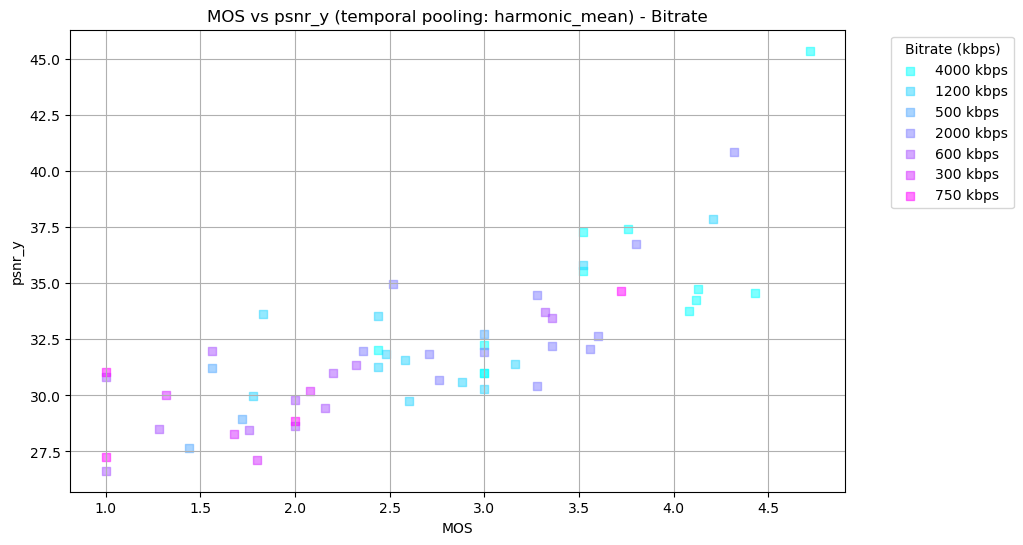 MOS vs psnr_y (temporal pooling: harmonic_mean) - Bitrate
Bitrate (kbps)
4000 kbps
1200 kbps
500 kbps
2000 kbps
600 kbps
300 kbps
750 kbps
psnr_y
45.0
42.5
40.0
37.5
35.0
32.5
30.0
27.5
1.0 1.5 2.0 2.5 3.0 3.5 4.0 4.5
MOS